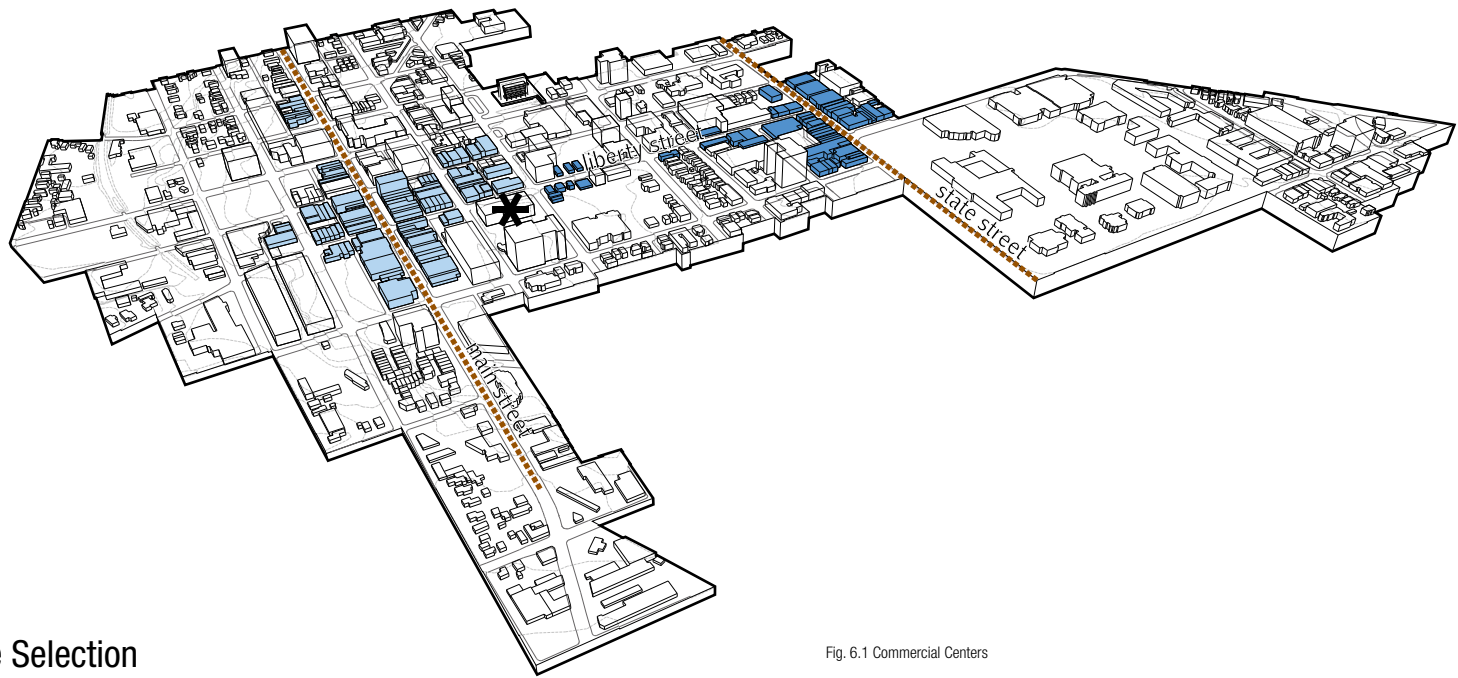 liberty street
state street
main street
e Selection
Fig. 6.1 Commercial Centers